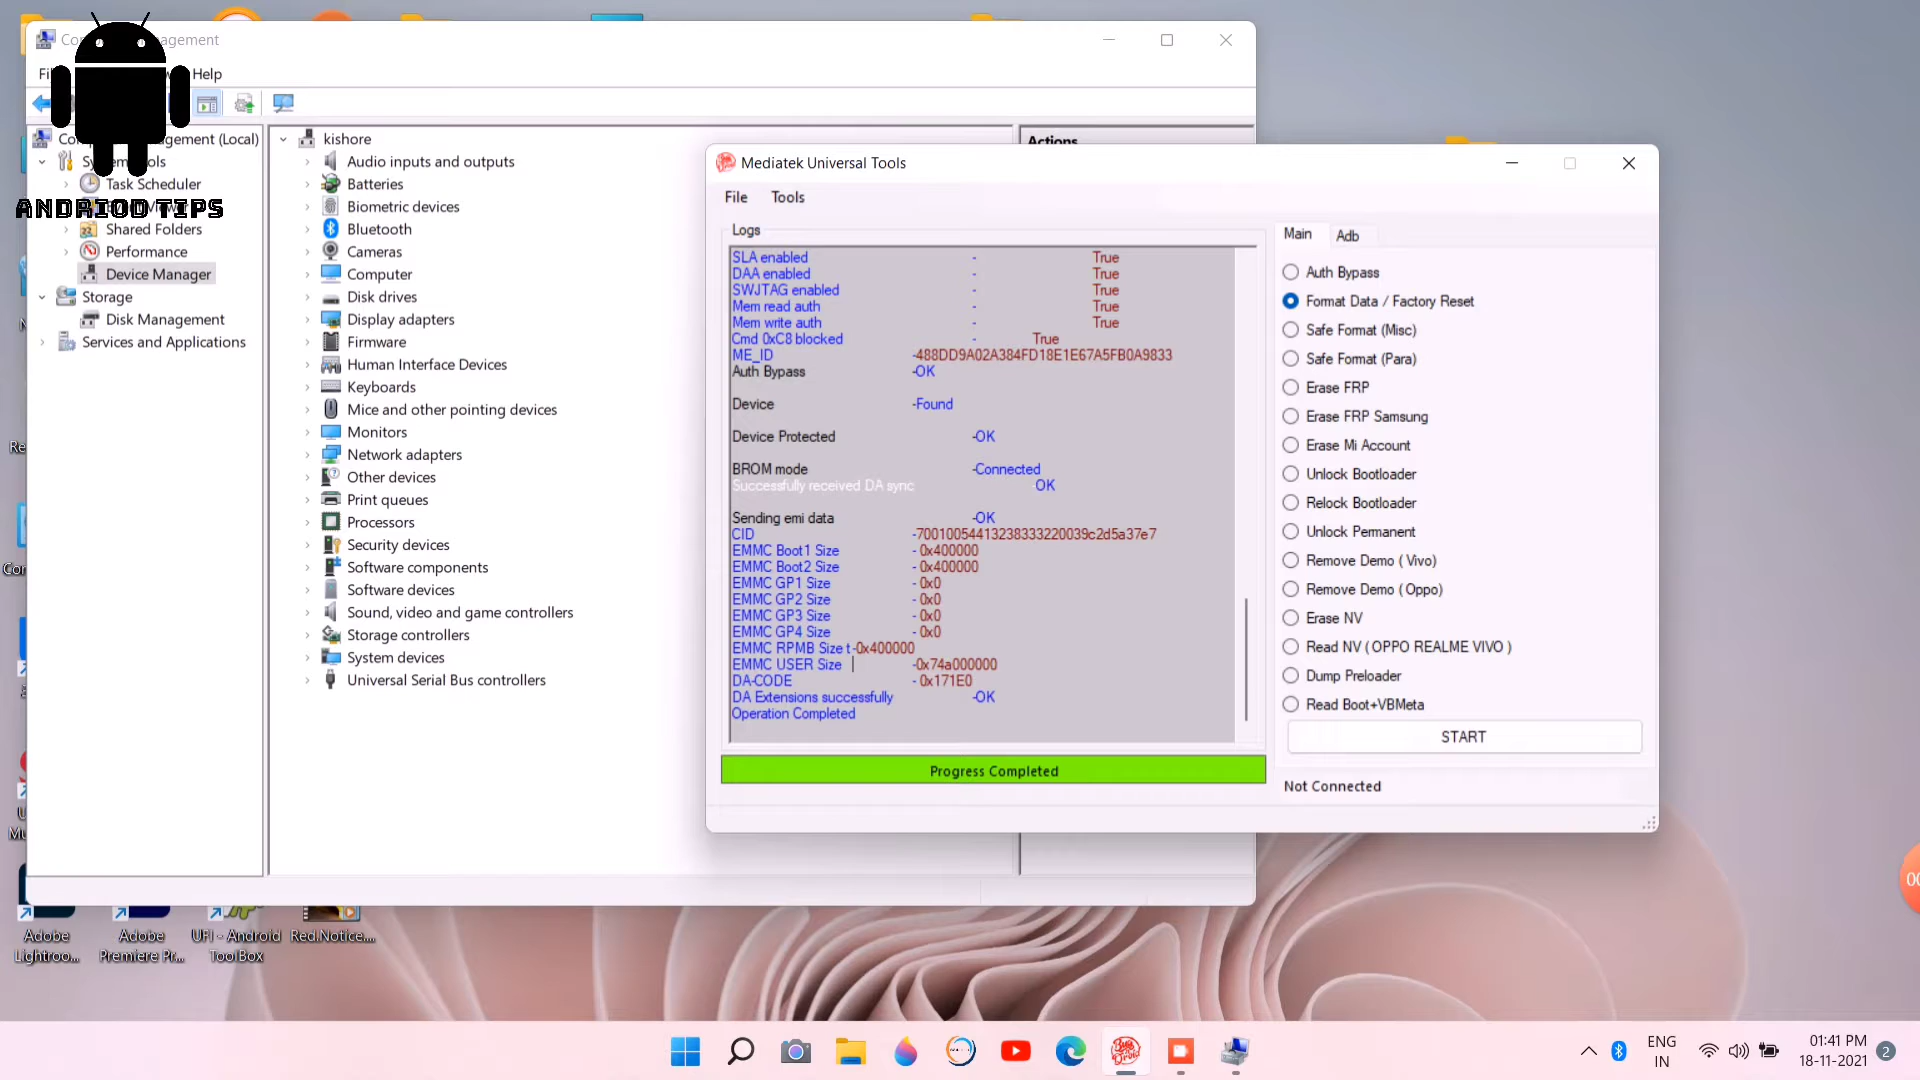 agement
Help
ANDRIOD TIPS
agement (Local)
Task Scheduler
Shared Folders
Performance
Device Manager
Storage
Disk Management
Services and Applications
kishore
Audio inputs and outputs
Batteries
Biometric devices
Bluetooth
Cameras
Computer
Disk drives
Display adapters
Firmware
Human Interface Devices
Keyboards
Mice and other pointing devices
Monitors
Network adapters
Other devices
Print queues
Processors
Security devices
Software components
Software devices
Sound, video and game controllers
Storage controllers
System devices
Universal Serial Bus controllers
Actions
Mediatek Universal Tools
File Tools
Logs
SLA enabled - True
DAA enabled - True
SWJTAG enabled - True
Mem read auth - True
Mem write auth - True
Cmd 0xC8 blocked - True
ME_ID -488DD9A02A384FD18E1E67A5FB0A9833
Auth Bypass -OK
Device -Found
Device Protected -OK
BROM mode -Connected
Successfully received DA sync -OK
Sending emi data -OK
CID -70010054413238333220039c2d5a37e7
EMMC Boot1 Size - 0x400000
EMMC Boot2 Size - 0x400000
EMMC GP1 Size - 0x0
EMMC GP2 Size - 0x0
EMMC GP3 Size - 0x0
EMMC GP4 Size - 0x0
EMMC RPMB Size t -0x400000
EMMC USER Size -0x74a000000
DA-CODE - 0x171E0
DA Extensions successfully -OK
Operation Completed
Progress Completed
Main Adb
Auth Bypass
Format Data / Factory Reset
Safe Format (Misc)
Safe Format (Para)
Erase FRP
Erase FRP Samsung
Erase Mi Account
Unlock Bootloader
Relock Bootloader
Unlock Permanent
Remove Demo ( Vivo)
Remove Demo ( Oppo)
Erase NV
Read NV ( OPPO REALME VIVO )
Dump Preloader
Read Boot+VBMeta
START
Not Connected
Adobe
Lightroo...
Adobe
Premiere Pr...
UFI - Android
ToolBox
Red.Notice....
00
ENG
IN
01:41 PM
18-11-2021
2